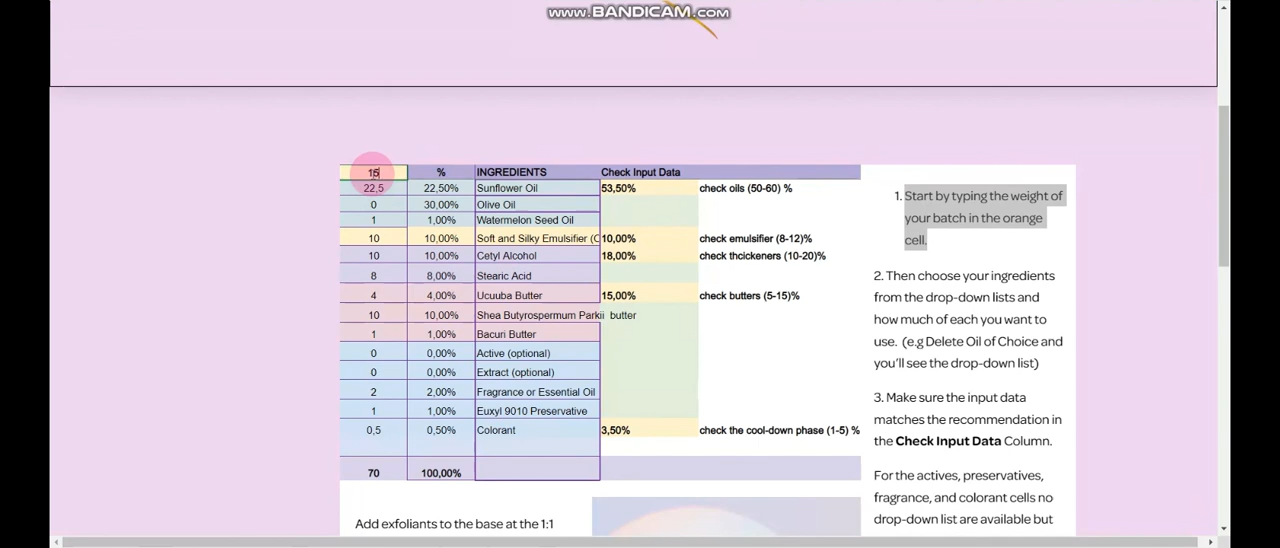 www.BANDICAM.com
15 % INGREDIENTS Check Input Data
22,5 22,50% Sunflower Oil 53,50% check oils (50-60) %
0 30,00% Olive Oil
1 1,00% Watermelon Seed Oil
10 10,00% Soft and Silky Emulsifier (C 10,00% check emulsifier (8-12)%
10 10,00% Cetyl Alcohol 18,00% check thcickeners (10-20)%
8 8,00% Stearic Acid
4 4,00% Ucuuba Butter 15,00% check butters (5-15)%
10 10,00% Shea Butyrospermum Parkii butter
1 1,00% Bacuri Butter
0 0,00% Active (optional)
0 0,00% Extract (optional)
2 2,00% Fragrance or Essential Oil
1 1,00% Euxyl 9010 Preservative
0,5 0,50% Colorant 3,50% check the cool-down phase (1-5) %
70 100,00%
Add exfoliants to the base at the 1:1
1. Start by typing the weight of
your batch in the orange
cell.
2. Then choose your ingredients
from the drop-down lists and
how much of each you want to
use. (e.g Delete Oil of Choice and
you'll see the drop-down list)
3. Make sure the input data
matches the recommendation in
the Check Input Data Column.
For the actives, preservatives,
fragrance, and colorant cells no
drop-down list are available but